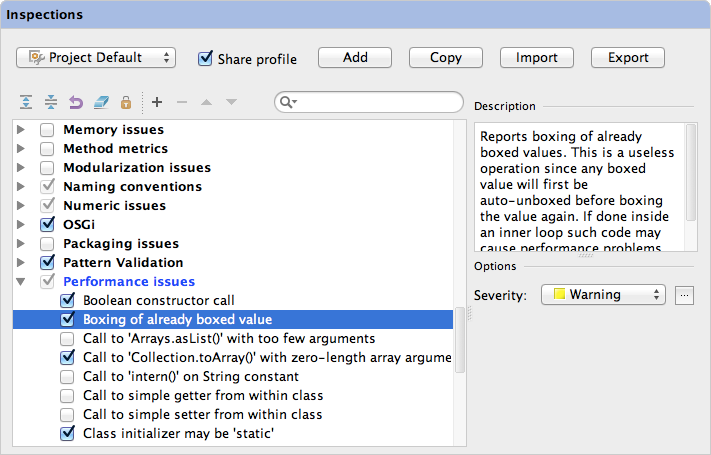 Inspections
Project Default
Share profile
Add
Copy
Import
Export
Memory issues
Method metrics
Modularization issues
Naming conventions
Numeric issues
OSGi
Packaging issues
Pattern Validation
Performance issues
Boolean constructor call
Boxing of already boxed value
Call to 'Arrays.asList()' with too few arguments
Call to 'Collection.toArray()' with zero-length array argume
Call to 'intern()' on String constant
Call to simple getter from within class
Call to simple setter from within class
Class initializer may be 'static'
Description
Reports boxing of already
boxed values. This is a useless
operation since any boxed
value will first be
auto-unboxed before boxing
the value again. If done inside
an inner loop such code may
cause performance problems
Options
Severity:
Warning
...